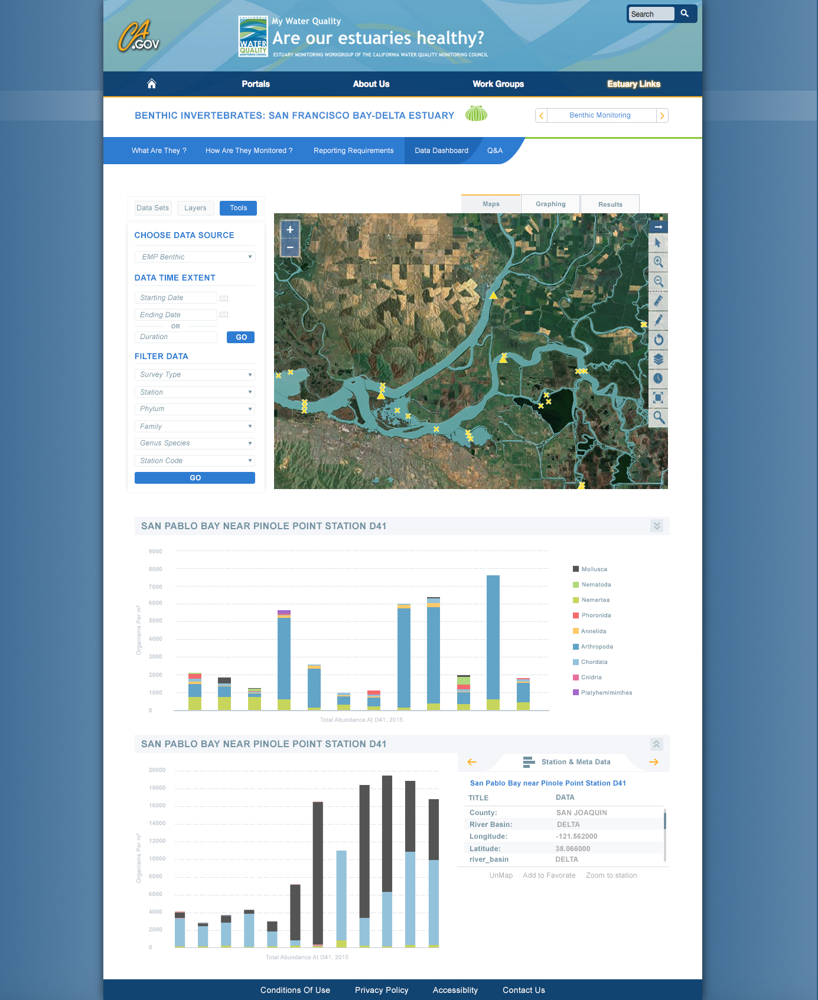 CA.GOV
CALIFORNIA
WATER
QUALITY
MONITORING COUNCIL
My Water Quality
Are our estuaries healthy?
ESTUARY MONITORING WORKGROUP OF THE CALIFORNIA WATER QUALITY MONITORING COUNCIL
Search
Portals
About Us
Work Groups
Estuary Links
BENTHIC INVERTEBRATES: SAN FRANCISCO BAY-DELTA ESTUARY
Benthic Monitoring
What Are They ?
How Are They Monitored ?
Reporting Requirements
Data Dashboard
Q&A
Data Sets
Layers
Tools
CHOOSE DATA SOURCE
EMP Benthic
DATA TIME EXTENT
Starting Date
Ending Date
OR
Duration
GO
FILTER DATA
Survey Type
Station
Phylum
Family
Genus Species
Station Code
GO
Maps
Graphing
Results
+
−
SAN PABLO BAY NEAR PINOLE POINT STATION D41
9000
8000
7000
6000
5000
4000
3000
2000
1000
0
Organisms Per m²
Total Abundance At D41, 2015
Mollusca
Nematoda
Nemertea
Phoronida
Annelida
Arthropoda
Chordata
Cnidria
Platyhemlminthes
SAN PABLO BAY NEAR PINOLE POINT STATION D41
20000
18000
16000
14000
12000
10000
8000
6000
4000
2000
0
Organisms Per m²
Total Abundance At D41, 2015
Station & Meta Data
San Pablo Bay near Pinole Point Station D41
TITLE DATA
County: SAN JOAQUIN
River Basin: DELTA
Longitude: -121.562000
Latitude: 38.066000
river_basin DELTA
UnMap Add to Favorate Zoom to station
Conditions Of Use
Privacy Policy
Accessiblity
Contact Us